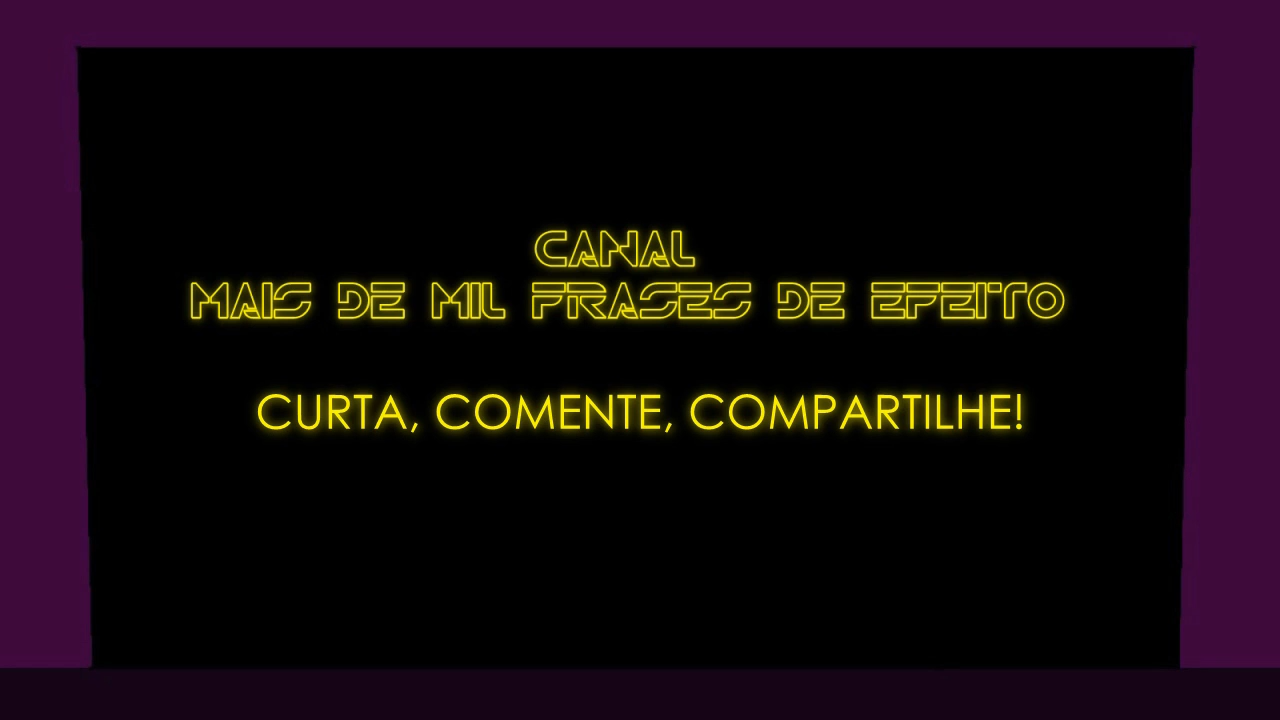 CANAL
MAIS DE MIL FRASES DE EFEITO
CURTA, COMENTE, COMPARTILHE!